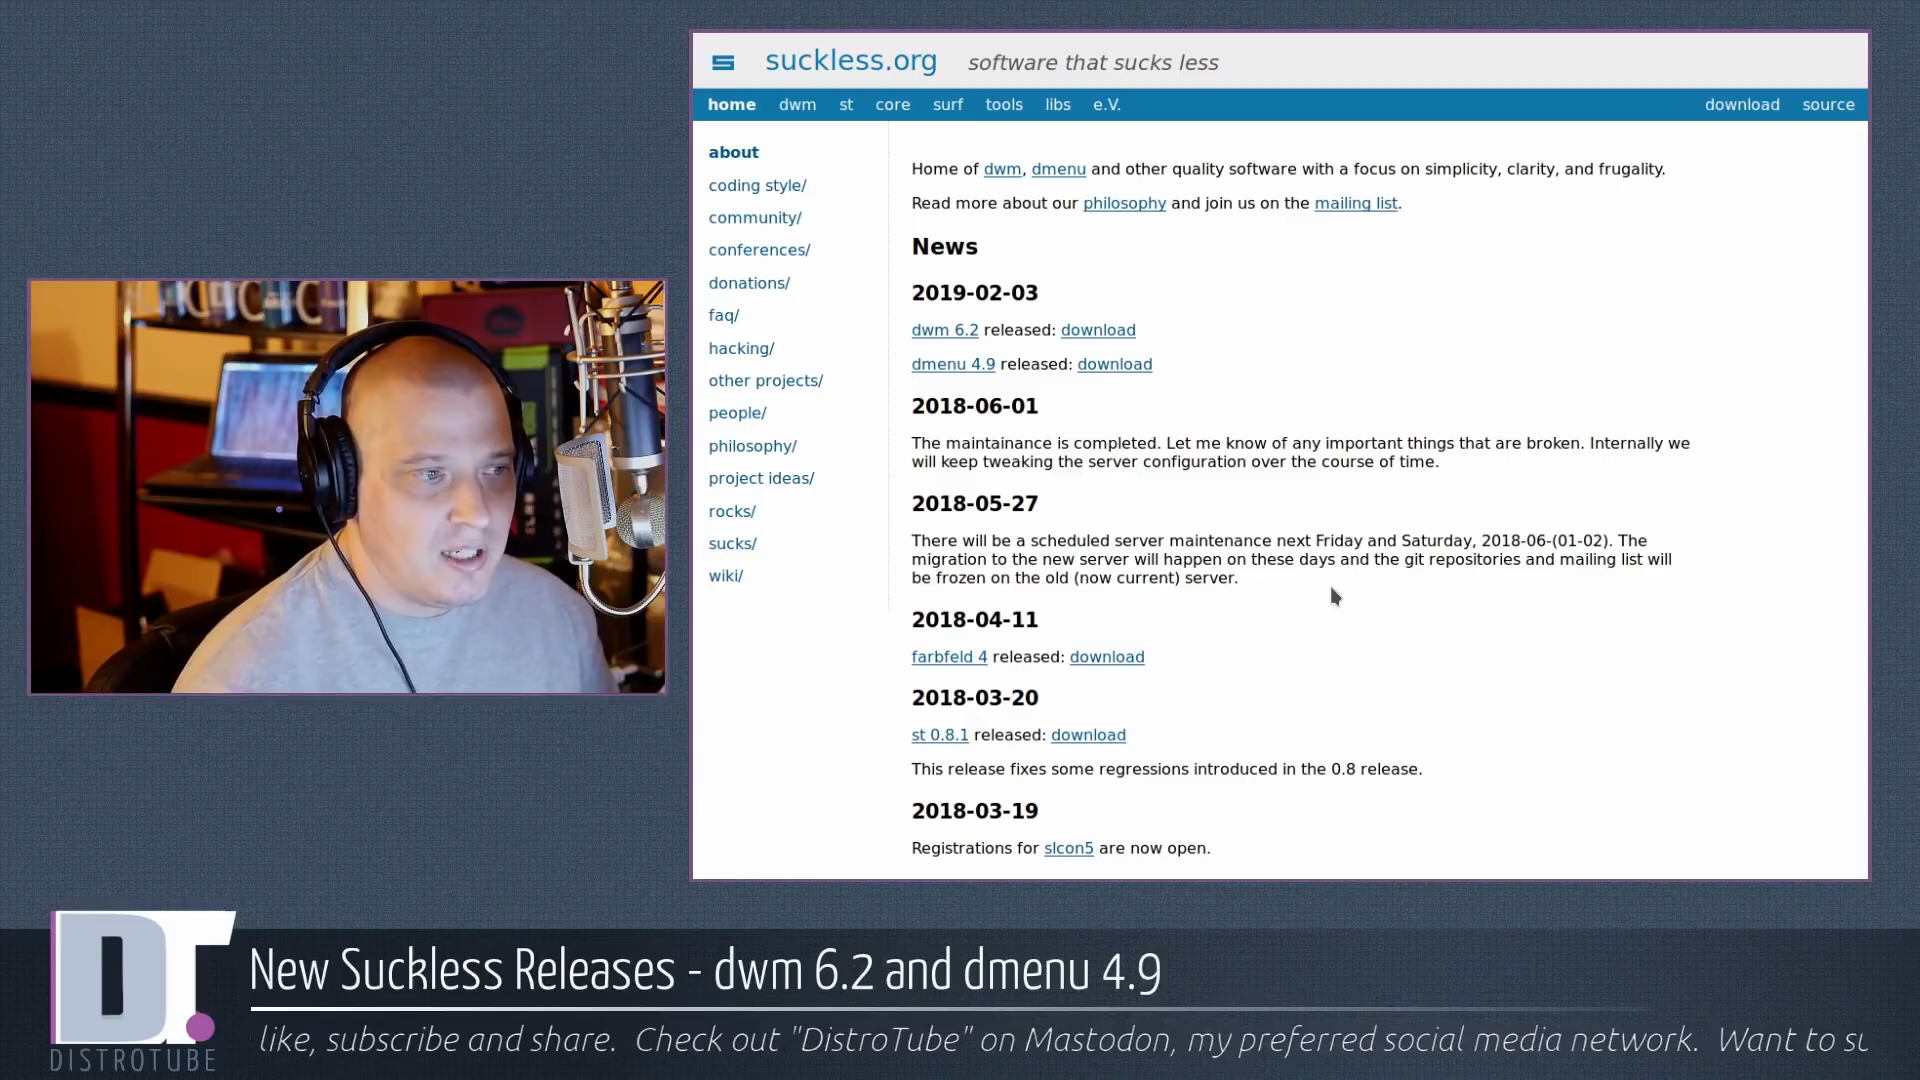 suckless.org software that sucks less
home dwm st core surf tools libs e.V. download source
about
coding style/
community/
conferences/
donations/
faq/
hacking/
other projects/
people/
philosophy/
project ideas/
rocks/
sucks/
wiki/
Home of dwm, dmenu and other quality software with a focus on simplicity, clarity, and frugality.
Read more about our philosophy and join us on the mailing list.
News
2019-02-03
dwm 6.2 released: download
dmenu 4.9 released: download
2018-06-01
The maintainance is completed. Let me know of any important things that are broken. Internally we
will keep tweaking the server configuration over the course of time.
2018-05-27
There will be a scheduled server maintenance next Friday and Saturday, 2018-06-(01-02). The
migration to the new server will happen on these days and the git repositories and mailing list will
be frozen on the old (now current) server.
2018-04-11
farbfeld 4 released: download
2018-03-20
st 0.8.1 released: download
This release fixes some regressions introduced in the 0.8 release.
2018-03-19
Registrations for slcon5 are now open.
DT
DISTROTUBE
New Suckless Releases - dwm 6.2 and dmenu 4.9
like, subscribe and share. Check out "DistroTube" on Mastodon, my preferred social media network. Want to su